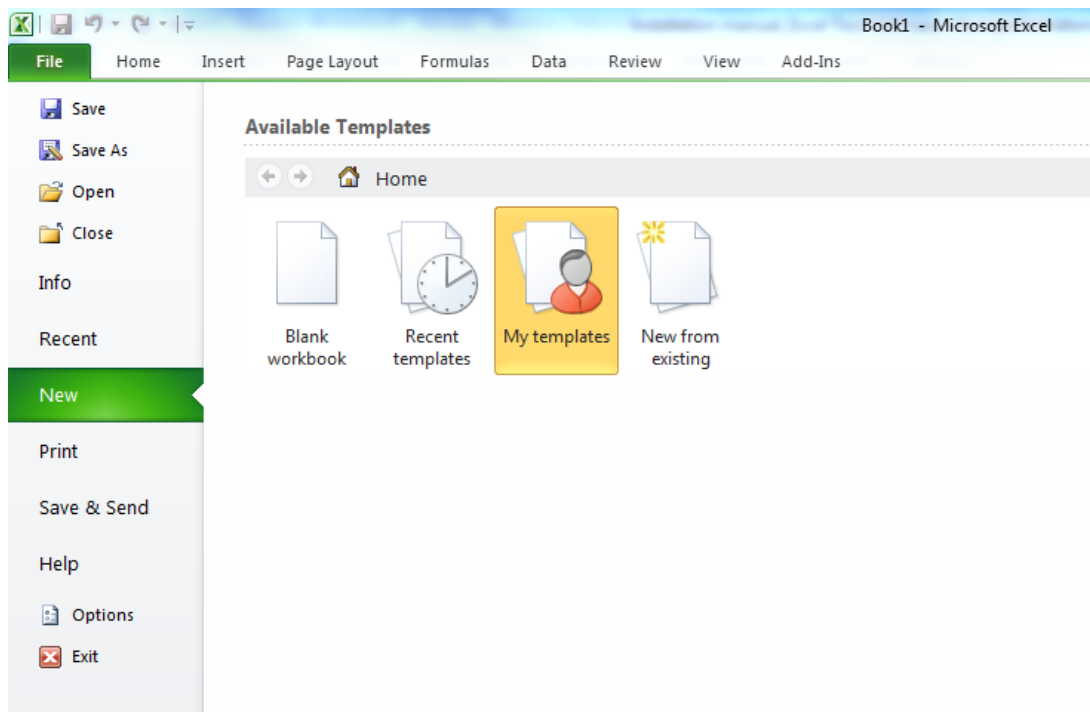 Book1 - Microsoft Excel
File Home Insert Page Layout Formulas Data Review View Add-Ins
Save
Save As
Open
Close
Info
Recent
New
Print
Save & Send
Help
Options
Exit
Available Templates
Home
Blank
workbook
Recent
templates
My templates
New from
existing